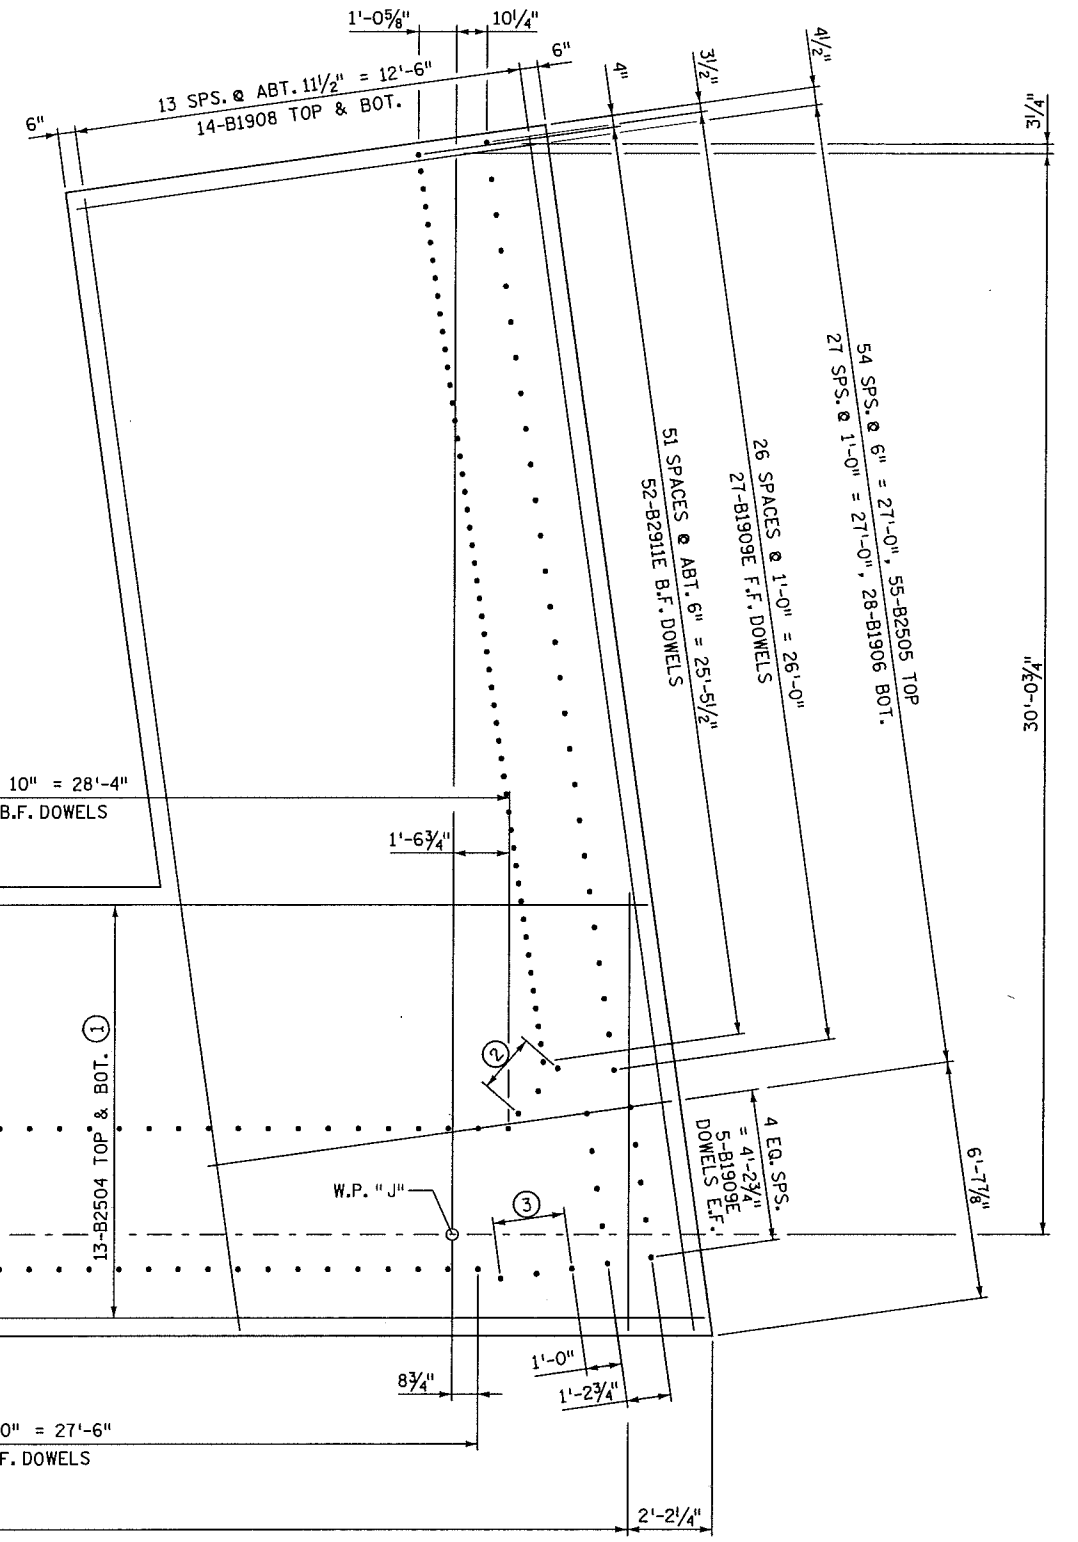 1'-0⅝"
10¼"
6"
13 SPS. @ ABT. 11½" = 12'-6"
14-B1908 TOP & BOT.
6"
4"
3½"
4½"
3¼"
54 SPS. @ 6" = 27'-0", 55-B2505 TOP
27 SPS. @ 1'-0" = 27'-0", 28-B1906 BOT.
26 SPACES @ 1'-0" = 26'-0"
27-B1909E F.F. DOWELS
51 SPACES @ ABT. 6" = 25'-5½"
52-B2911E B.F. DOWELS
30'-0¾"
10" = 28'-4"
B.F. DOWELS
1'-6¾"
13-B2504 TOP & BOT. 1
2
4 EQ. SPS.
= 4'-2¾"
5-B1909E
DOWELS E.F.
6'-7⅞"
W.P. "J"
3
1'-0"
1'-2¾"
8¾"
0" = 27'-6"
F. DOWELS
2'-2¼"